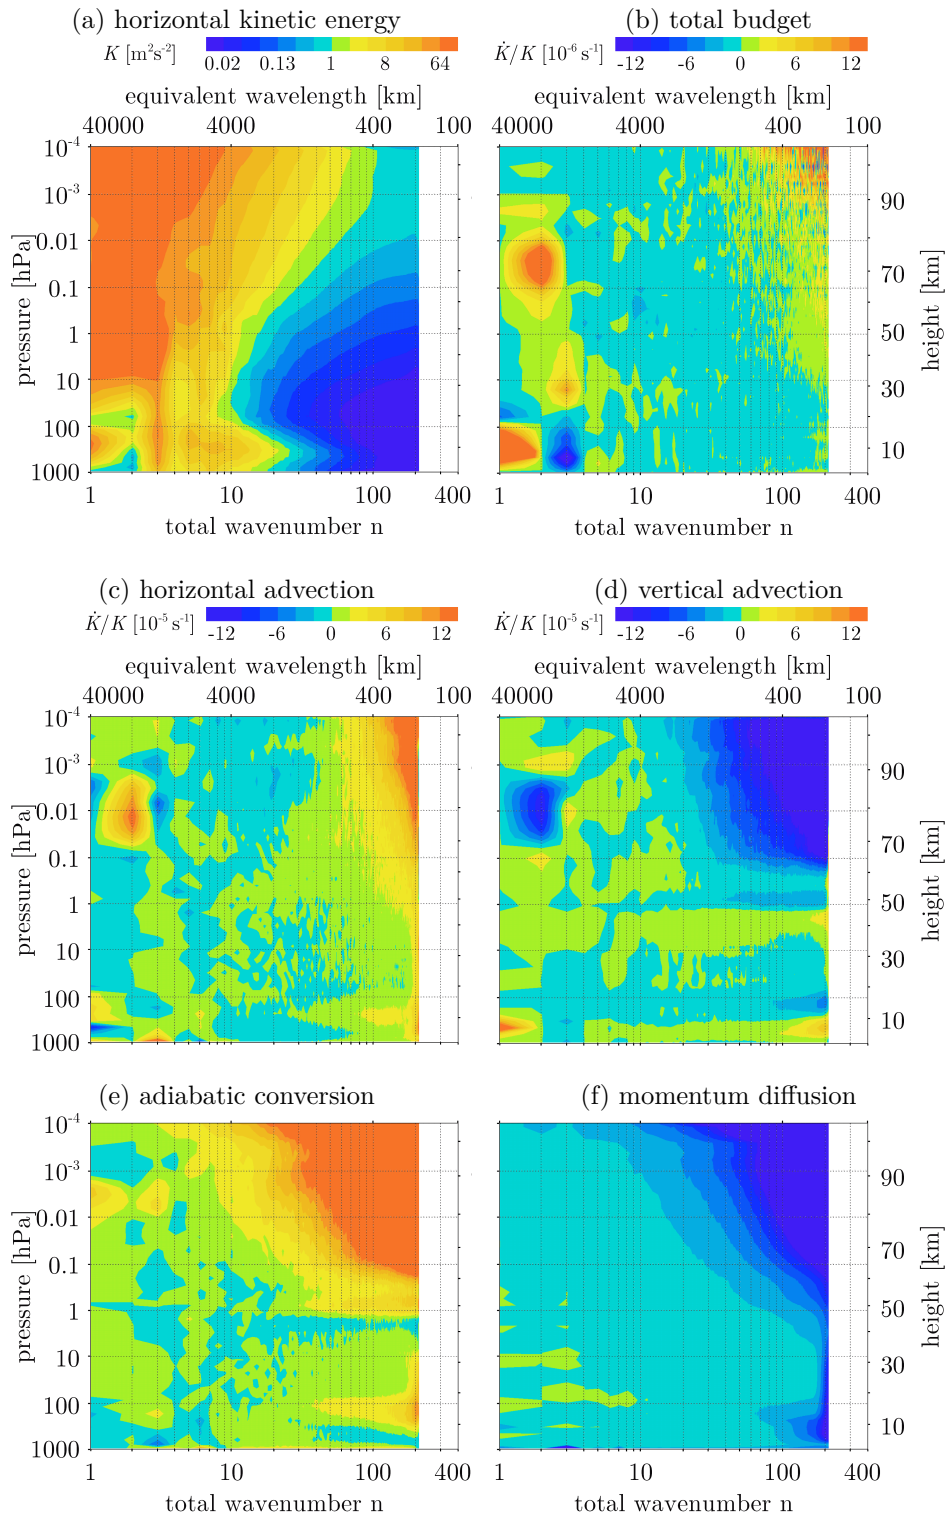 (a) horizontal kinetic energy
K [m²s⁻²]
0.02 0.13 1 8 64
equivalent wavelength [km]
40000 4000 400 100
10⁻⁴
10⁻³
0.01
0.1
1
10
100
1000
pressure [hPa]
1 10 100 400
total wavenumber n
(b) total budget
K̇/K [10⁻⁶ s⁻¹]
-12 -6 0 6 12
equivalent wavelength [km]
40000 4000 400 100
90
70
50
30
10
height [km]
1 10 100 400
total wavenumber n
(c) horizontal advection
K̇/K [10⁻⁵ s⁻¹]
-12 -6 0 6 12
equivalent wavelength [km]
40000 4000 400 100
10⁻⁴
10⁻³
0.01
0.1
1
10
100
1000
pressure [hPa]
(d) vertical advection
K̇/K [10⁻⁵ s⁻¹]
-12 -6 0 6 12
equivalent wavelength [km]
40000 4000 400 100
90
70
50
30
10
height [km]
(e) adiabatic conversion
10⁻⁴
10⁻³
0.01
0.1
1
10
100
1000
pressure [hPa]
1 10 100 400
total wavenumber n
(f) momentum diffusion
90
70
50
30
10
height [km]
1 10 100 400
total wavenumber n